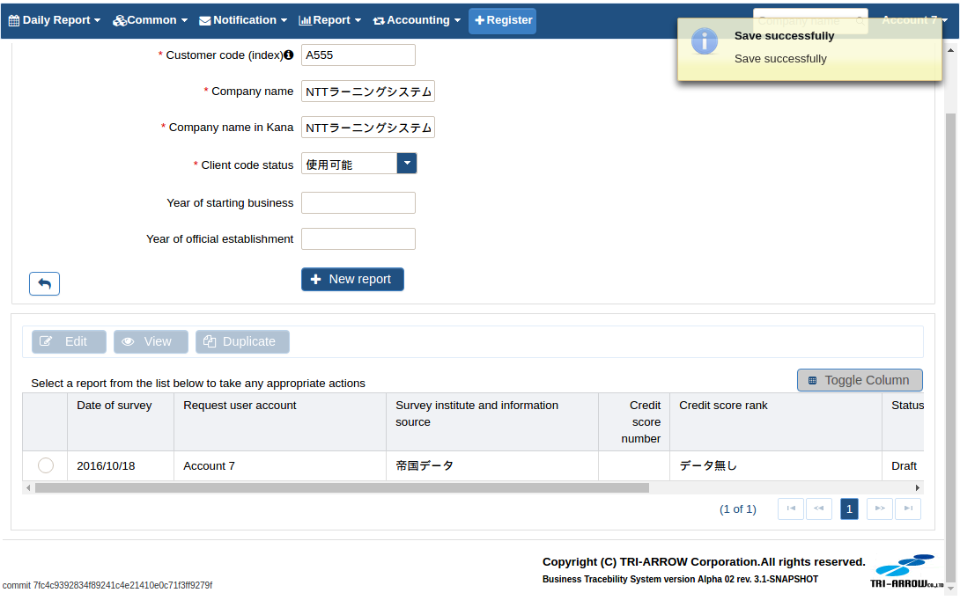 Daily Report Common Notification Report Accounting + Register Account 7
Save successfully
Save successfully
* Customer code (index) A555
* Company name NTTラーニングシステム
* Company name in Kana NTTラーニングシステム
* Client code status 使用可能
Year of starting business
Year of official establishment
+ New report
Edit View Duplicate
Toggle Column
Select a report from the list below to take any appropriate actions
Date of survey Request user account Survey institute and information Credit Credit score rank Status
source score
number
2016/10/18 Account 7 帝国データ データ無し Draft
(1 of 1) 1
Copyright (C) TRI-ARROW Corporation.All rights reserved.
Business Tracebility System version Alpha 02 rev. 3.1-SNAPSHOT
TRI-ARROW Co.,LTD
commit 7fc4c9392834f89241c4e21410e0c71f3ff9279f